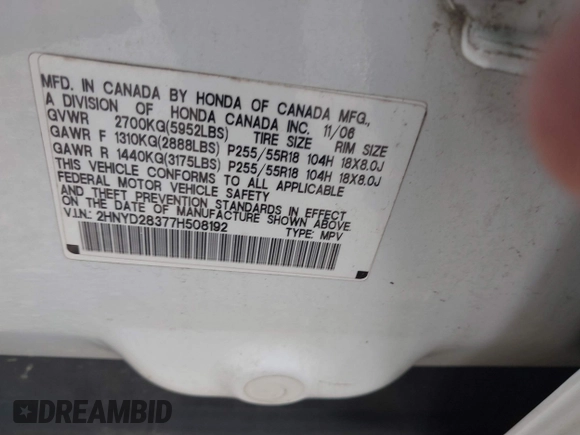 MFD. IN CANADA BY HONDA OF CANADA MFG.,
A DIVISION OF HONDA CANADA INC. 11/06
GVWR 2700KG(5952LBS) TIRE SIZE RIM SIZE
GAWR F 1310KG(2888LBS) P255/55R18 104H 18X8.0J
GAWR R 1440KG(3175LBS) P255/55R18 104H 18X8.0J
THIS VEHICLE CONFORMS TO ALL APPLICABLE
FEDERAL MOTOR VEHICLE SAFETY
AND THEFT PREVENTION STANDARDS IN EFFECT
ON THE DATE OF MANUFACTURE SHOWN ABOVE.
V.I.N.: 2HNYD28377H508192 TYPE: MPV
DREAMBID